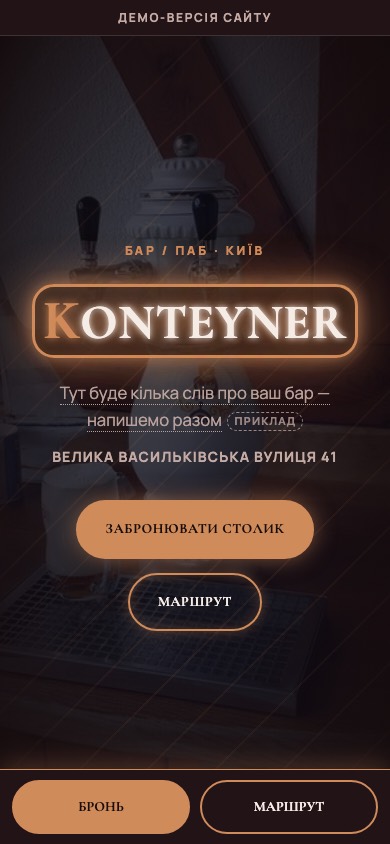 ДЕМО-ВЕРСІЯ САЙТУ
БАР / ПАБ · КИЇВ
KONTEYNER
Тут буде кілька слів про ваш бар —
напишемо разом ПРИКЛАД
ВЕЛИКА ВАСИЛЬКІВСЬКА ВУЛИЦЯ 41
ЗАБРОНЮВАТИ СТОЛИК
МАРШРУТ
БРОНЬ МАРШРУТ